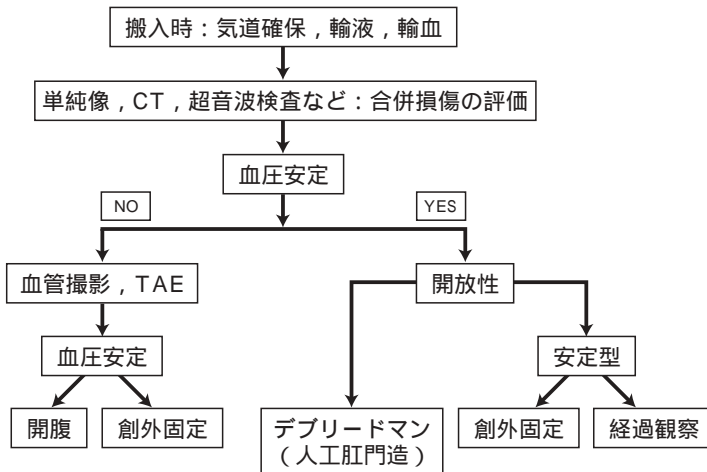 搬入時：気道確保，輸液，輸血
単純像，CT，超音波検査など：合併損傷の評価
血圧安定
NO
YES
血管撮影，TAE
開放性
血圧安定
安定型
開腹
創外固定
デブリードマン
（人工肛門造）
創外固定
経過観察